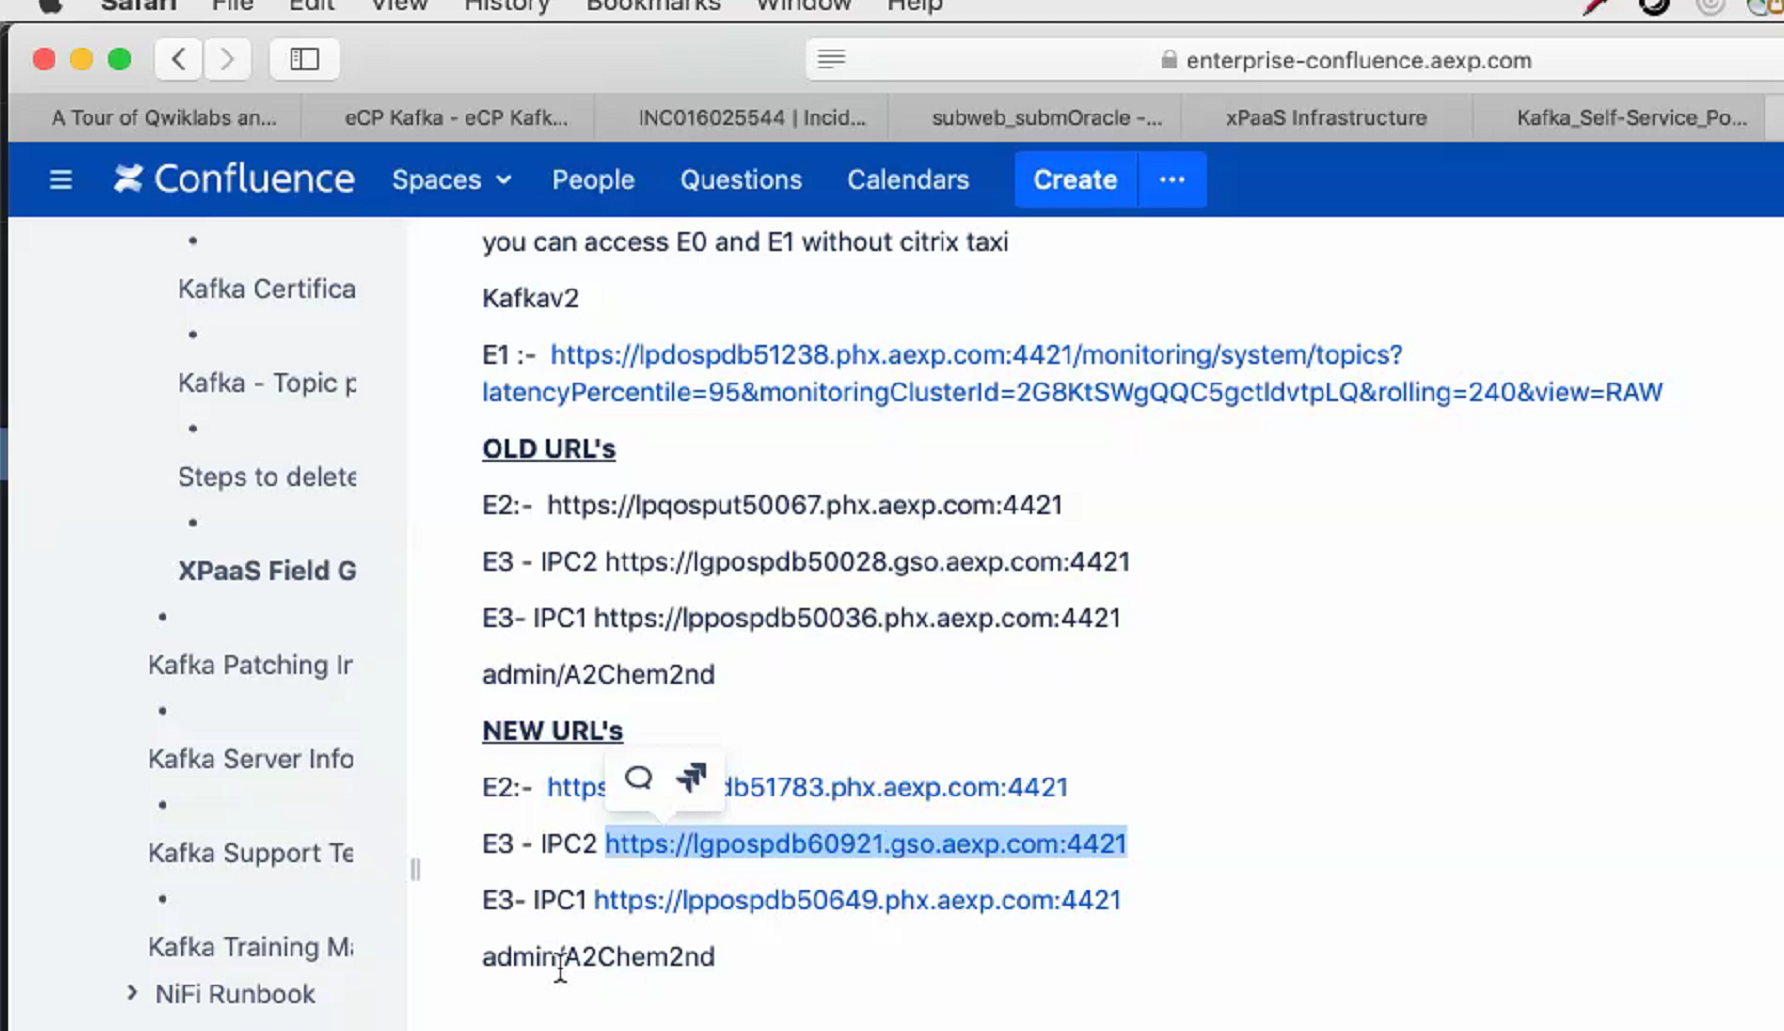 Safari File Edit View History Bookmarks Window Help
enterprise-confluence.aexp.com
A Tour of Qwiklabs an... eCP Kafka - eCP Kafk... INC016025544 | Incid... subweb_submOracle -... xPaaS Infrastructure Kafka_Self-Service_Po...
Confluence Spaces People Questions Calendars Create ...
Kafka Certifica
Kafka - Topic p
Steps to delete
XPaaS Field G
Kafka Patching Ir
Kafka Server Info
Kafka Support Te
Kafka Training Ma
NiFi Runbook
you can access E0 and E1 without citrix taxi
Kafkav2
E1 :- https://lpdospdb51238.phx.aexp.com:4421/monitoring/system/topics?
latencyPercentile=95&monitoringClusterId=2G8KtSWgQQC5gctldvtpLQ&rolling=240&view=RAW
OLD URL's
E2:- https://lpqosput50067.phx.aexp.com:4421
E3 - IPC2 https://lgpospdb50028.gso.aexp.com:4421
E3- IPC1 https://lppospdb50036.phx.aexp.com:4421
admin/A2Chem2nd
NEW URL's
E2:- https db51783.phx.aexp.com:4421
E3 - IPC2 https://lgpospdb60921.gso.aexp.com:4421
E3- IPC1 https://lppospdb50649.phx.aexp.com:4421
admin/A2Chem2nd